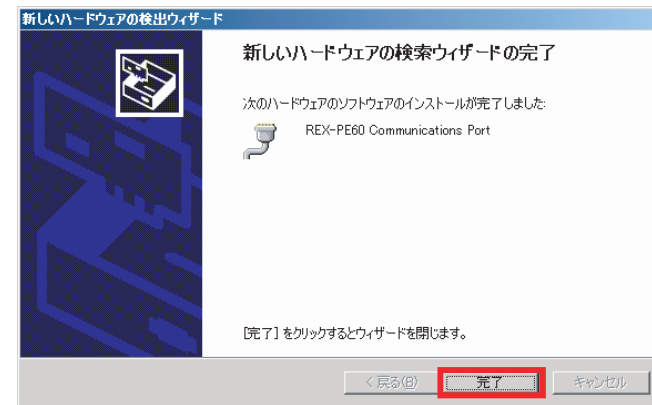 新しいハードウェアの検出ウィザード
新しいハードウェアの検索ウィザードの完了
次のハードウェアのソフトウェアのインストールが完了しました:
REX-PE60 Communications Port
[完了] をクリックするとウィザードを閉じます。
< 戻る(B)
完了
キャンセル